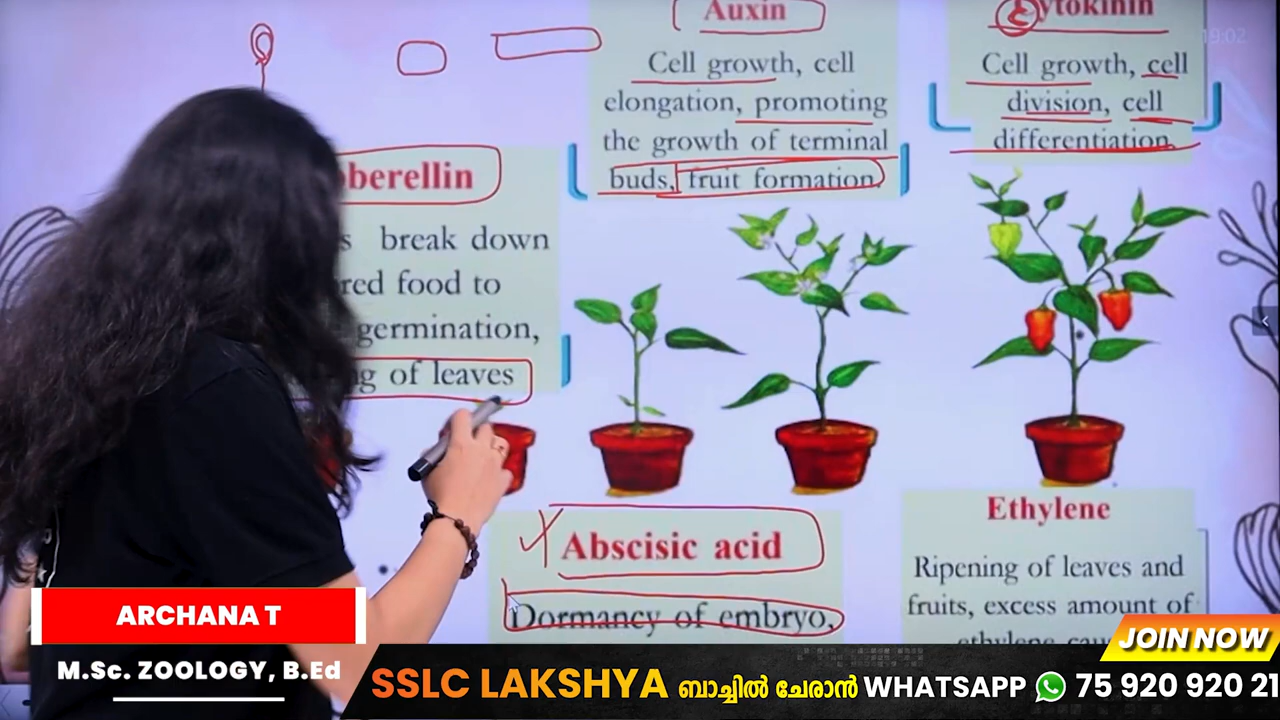 Auxin
Cell growth, cell
elongation, promoting
the growth of terminal
buds, fruit formation.
ytokinin
19:02
Cell growth, cell
division, cell
differentiation
berellin
break down
red food to
germination,
of leaves
Abscisic acid
Dormancy of embryo,
Ethylene
Ripening of leaves and
fruits, excess amount of
ARCHANA T
M.Sc. ZOOLOGY, B.Ed
JOIN NOW
SSLC LAKSHYA ബാച്ചിൽ ചേരാൻ WHATSAPP 75 920 920 21